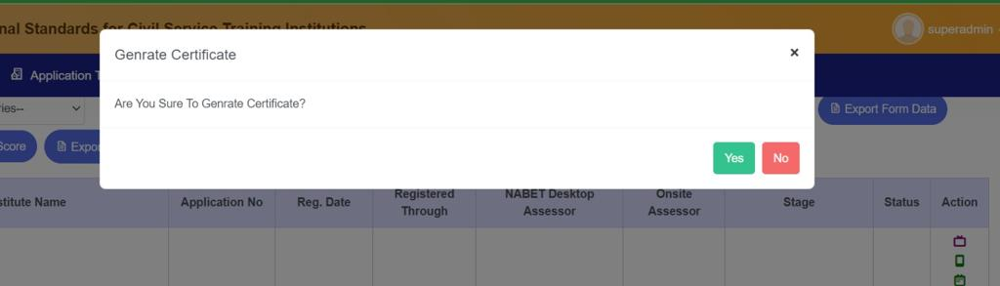 nal Standards for Civil Service Training Institutions
superadmin
Genrate Certificate
×
Application T
Are You Sure To Genrate Certificate?
ries--
Export Form Data
Score
Expo
Yes
No
stitute Name
Application No
Reg. Date
Registered
Through
NABET Desktop
Assessor
Onsite
Assessor
Stage
Status
Action